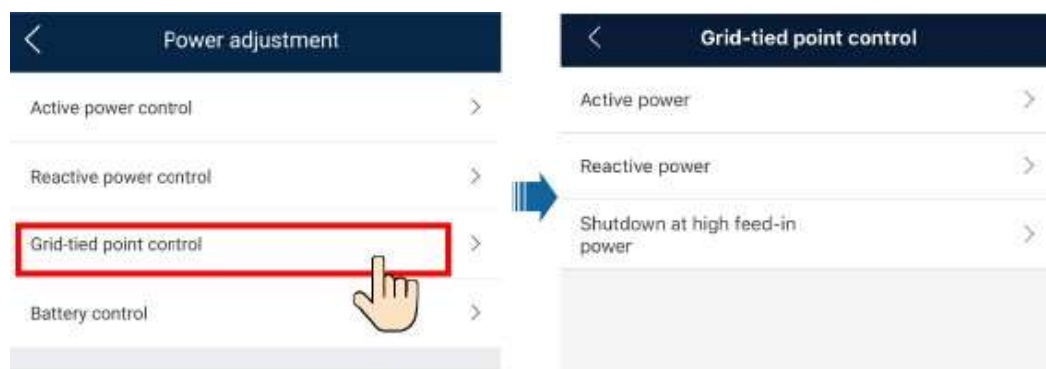 Power adjustment
Active power control
Reactive power control
Grid-tied point control
Battery control
Grid-tied point control
Active power
Reactive power
Shutdown at high feed-in
power